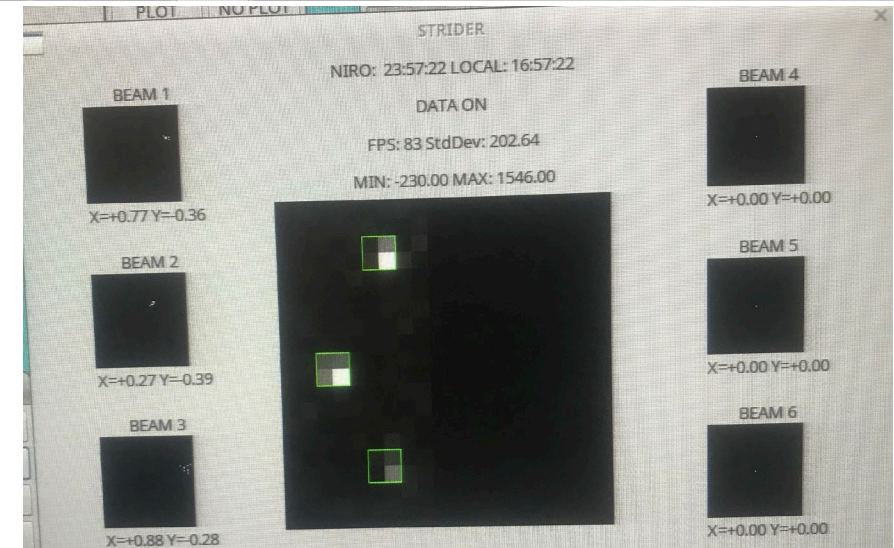 PLOT NO PLOT
STRIDER
NIRO: 23:57:22 LOCAL: 16:57:22
DATA ON
FPS: 83 StdDev: 202.64
MIN: -230.00 MAX: 1546.00
BEAM 1
X=+0.77 Y=-0.36
BEAM 2
X=+0.27 Y=-0.39
BEAM 3
X=+0.88 Y=-0.28
BEAM 4
X=+0.00 Y=+0.00
BEAM 5
X=+0.00 Y=+0.00
BEAM 6
X=+0.00 Y=+0.00